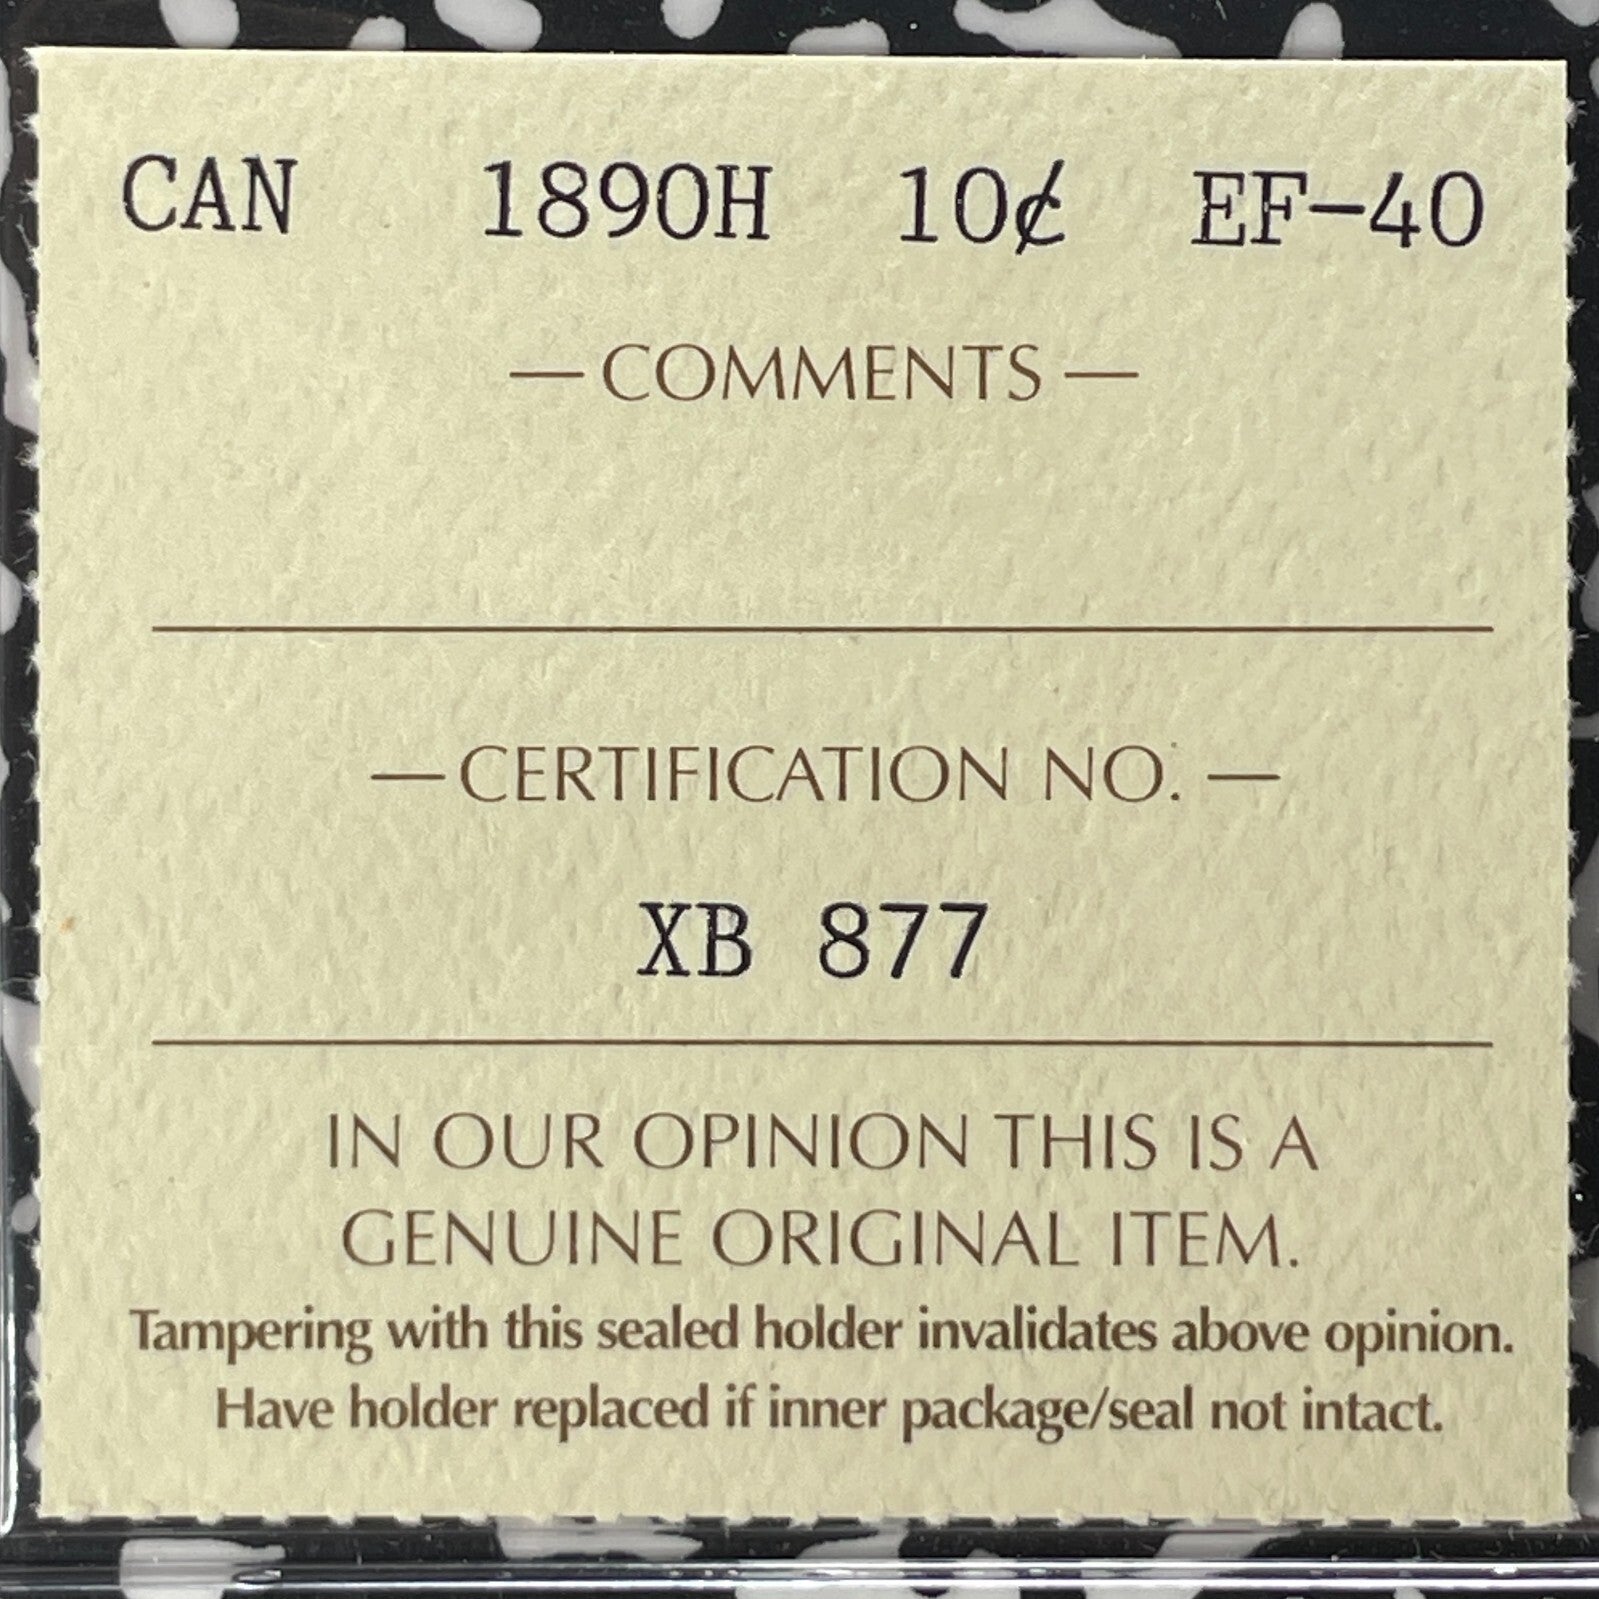 CAN 1890H 10¢ EF-40
—COMMENTS—
—CERTIFICATION NO.—
XB 877
IN OUR OPINION THIS IS A
GENUINE ORIGINAL ITEM.
Tampering with this sealed holder invalidates above opinion.
Have holder replaced if inner package/seal not intact.